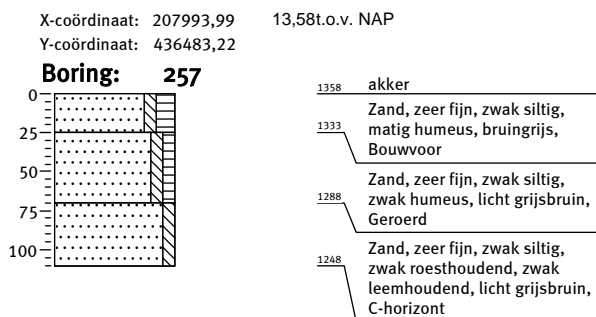 X-coördinaat: 207993,99 13,58t.o.v. NAP
Y-coördinaat: 436483,22
Boring: 257
0
25
50
75
100
1358 akker
Zand, zeer fijn, zwak siltig,
1333 matig humeus, bruingrijs,
Bouwvoor
Zand, zeer fijn, zwak siltig,
1288 zwak humeus, licht grijsbruin,
Geroerd
Zand, zeer fijn, zwak siltig,
1248 zwak roesthoudend, zwak
leemhoudend, licht grijsbruin,
C-horizont